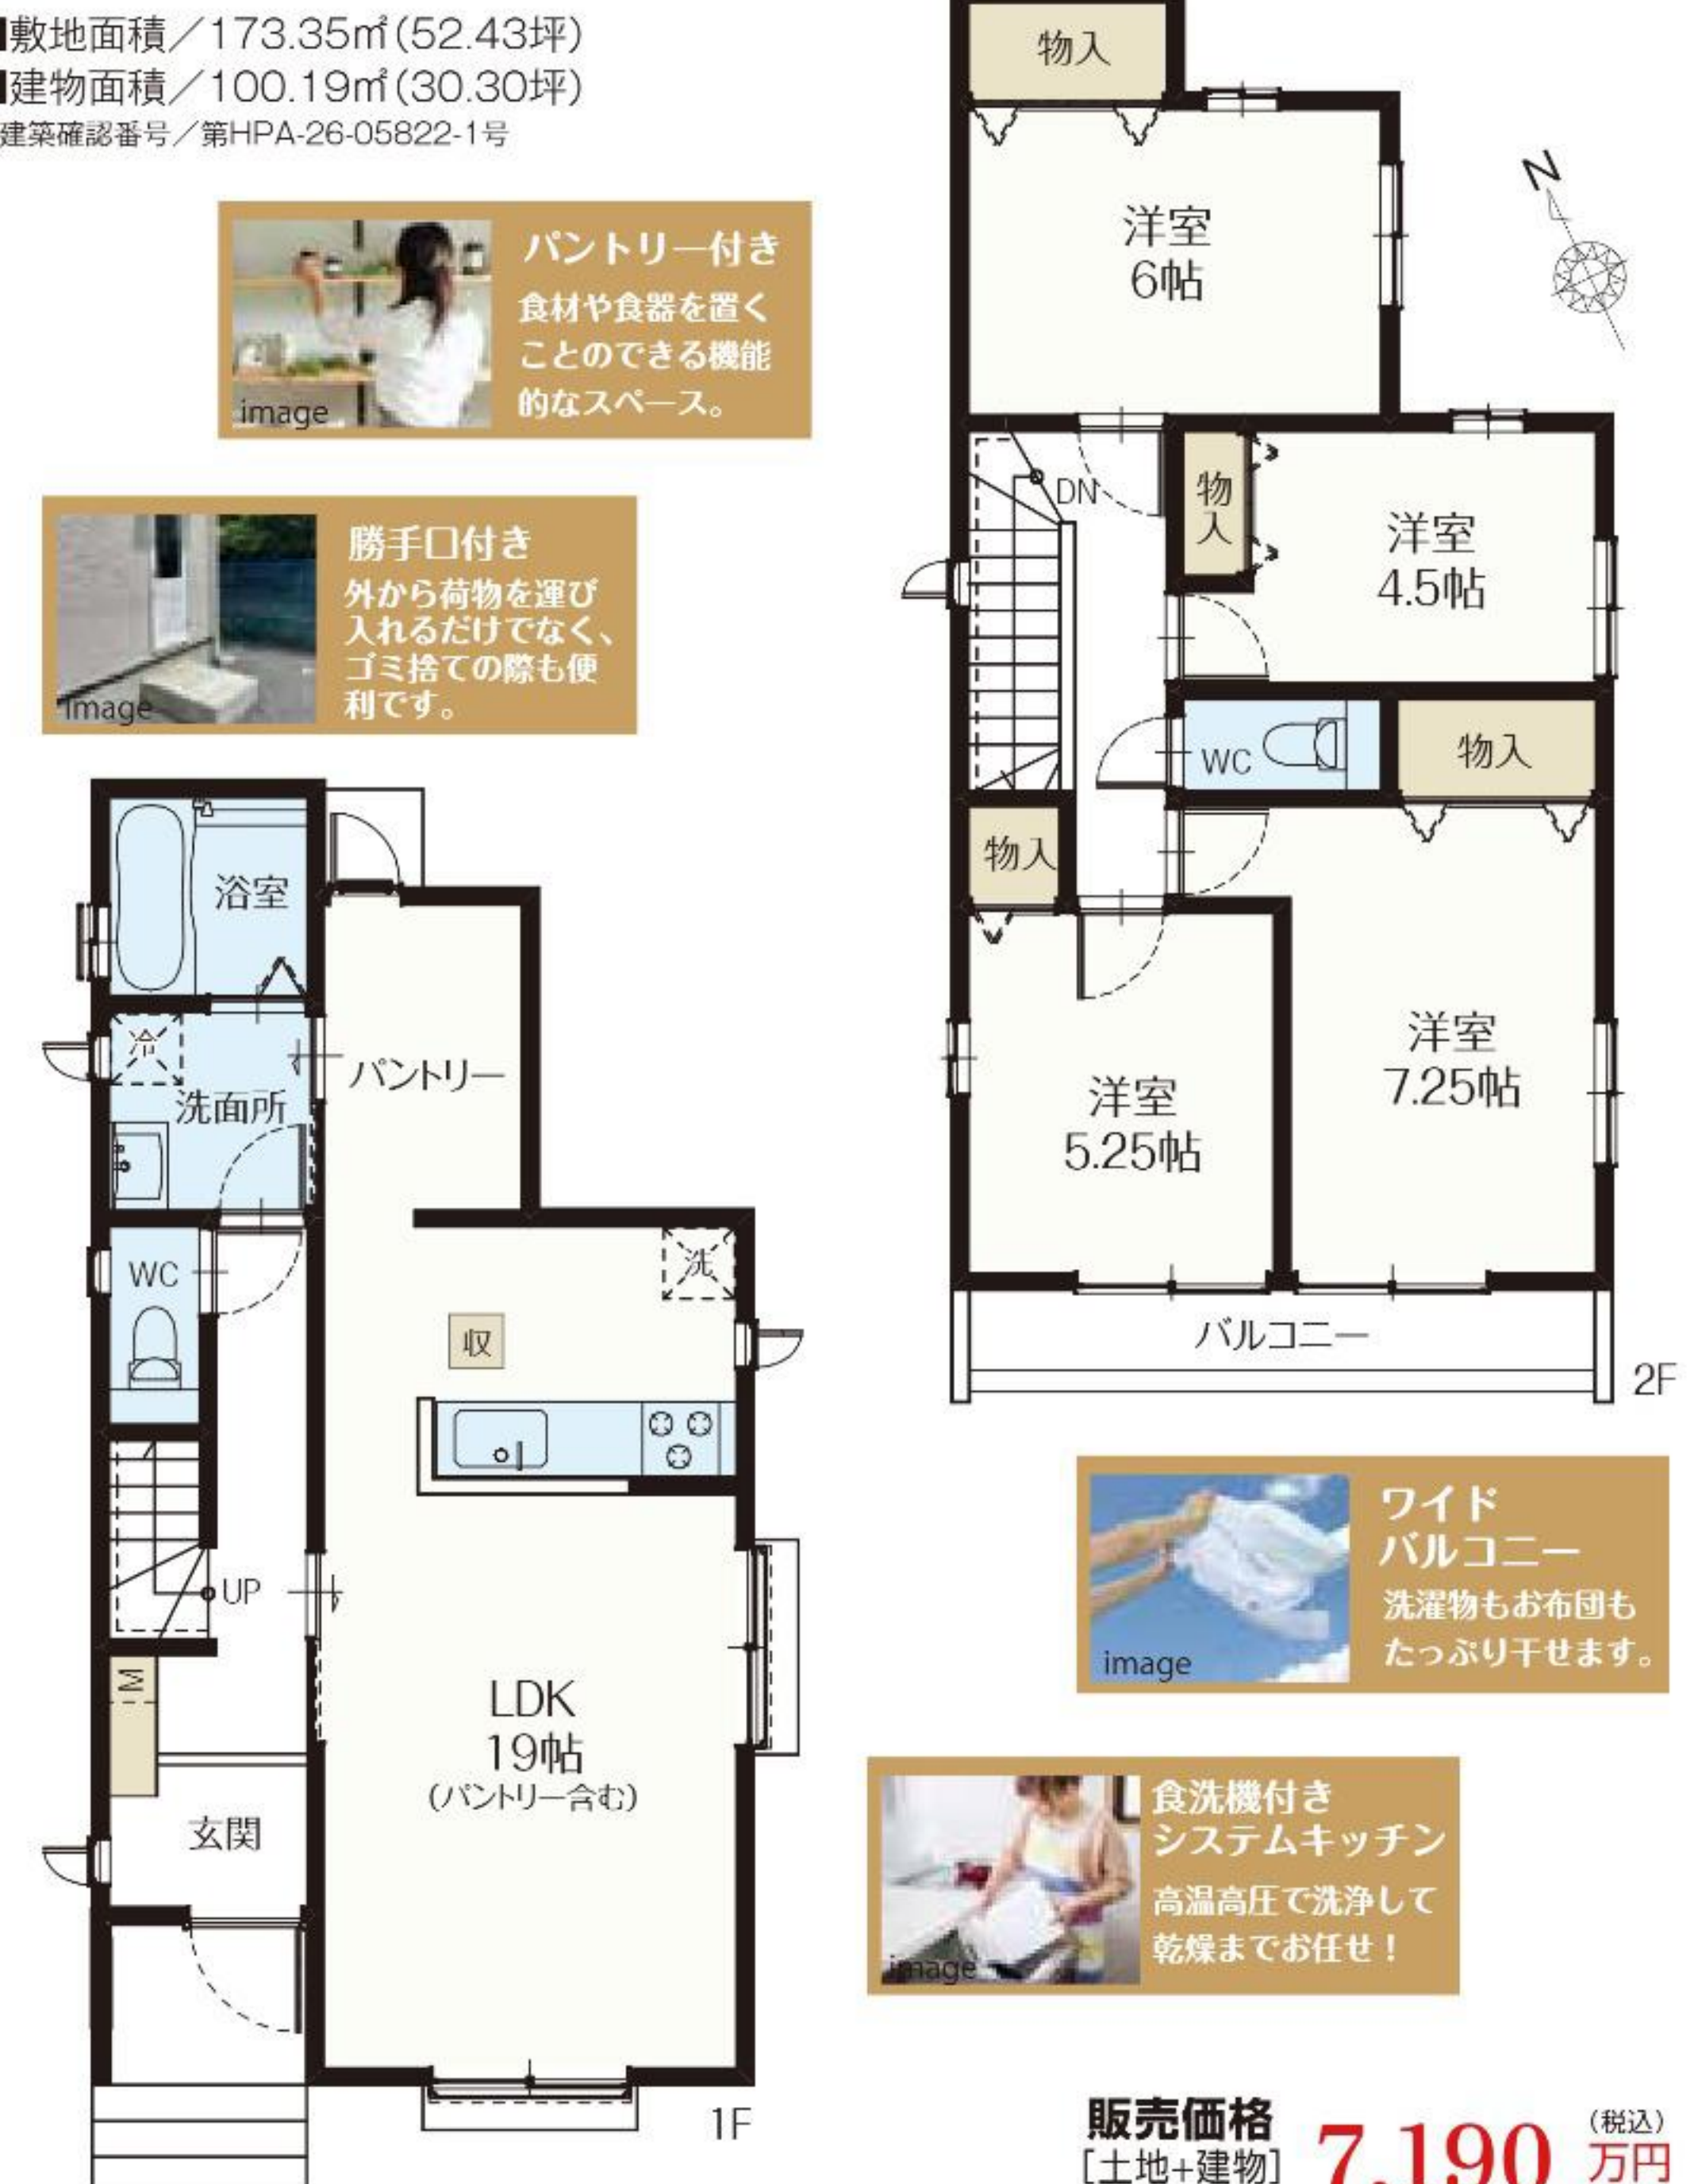 敷地面積／173.35㎡(52.43坪)
建物面積／100.19㎡(30.30坪)
建築確認番号／第HPA-26-05822-1号
パントリー付き
食材や食器を置く
ことのできる機能
的なスペース。
image
勝手口付き
外から荷物を運び
入れるだけでなく、
ゴミ捨ての際も便
利です。
image
浴室
冷
洗面所
パントリー
WC
洗
収
UP
M
LDK
19帖
(パントリー含む)
玄関
1F
物入
N
洋室
6帖
DN
物入
洋室
4.5帖
WC
物入
物入
洋室
7.25帖
洋室
5.25帖
バルコニー
2F
ワイド
バルコニー
洗濯物もお布団も
たっぷり干せます。
image
食洗機付き
システムキッチン
高温高圧で洗浄して
乾燥までお任せ！
image
販売価格
[土地+建物]
7,190
(税込)
万円